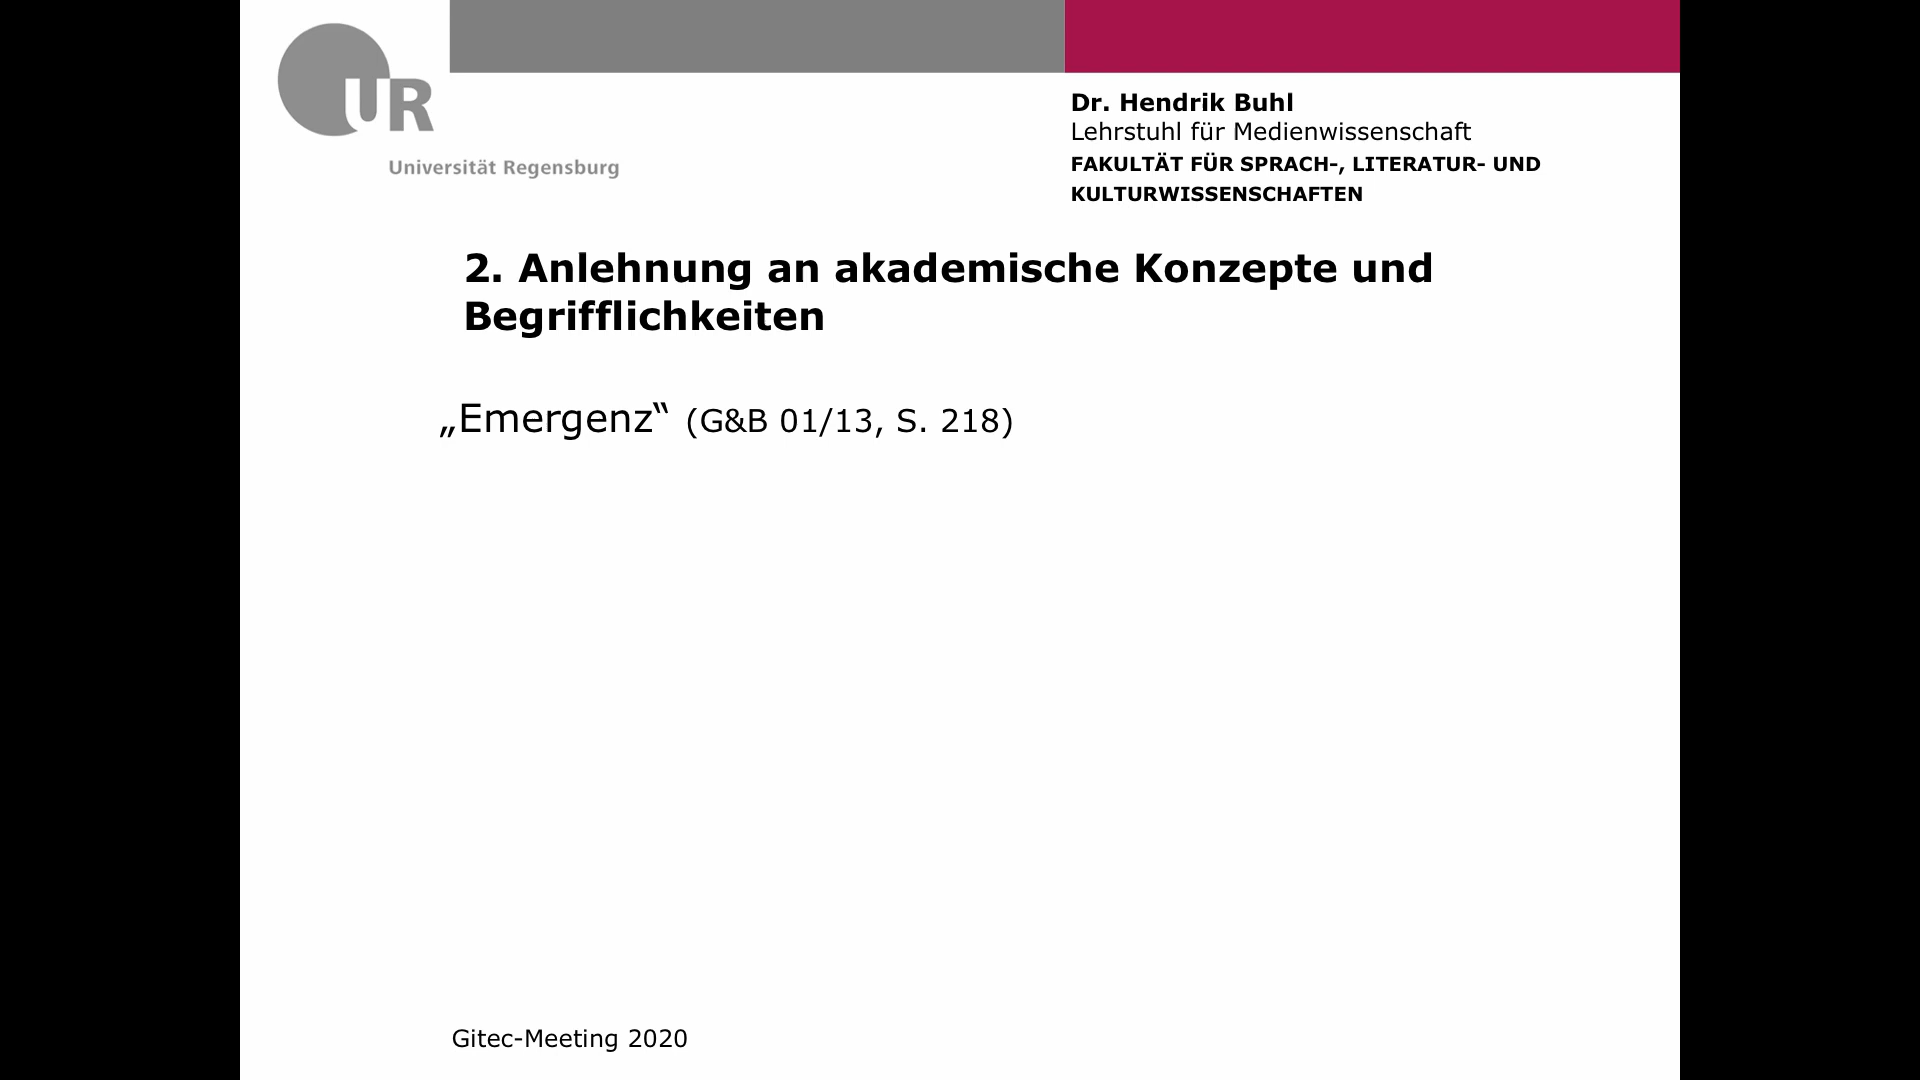 UR
Universität Regensburg
Dr. Hendrik Buhl
Lehrstuhl für Medienwissenschaft
FAKULTÄT FÜR SPRACH-, LITERATUR- UND
KULTURWISSENSCHAFTEN
2. Anlehnung an akademische Konzepte und
Begrifflichkeiten
„Emergenz“ (G&B 01/13, S. 218)
Gitec-Meeting 2020